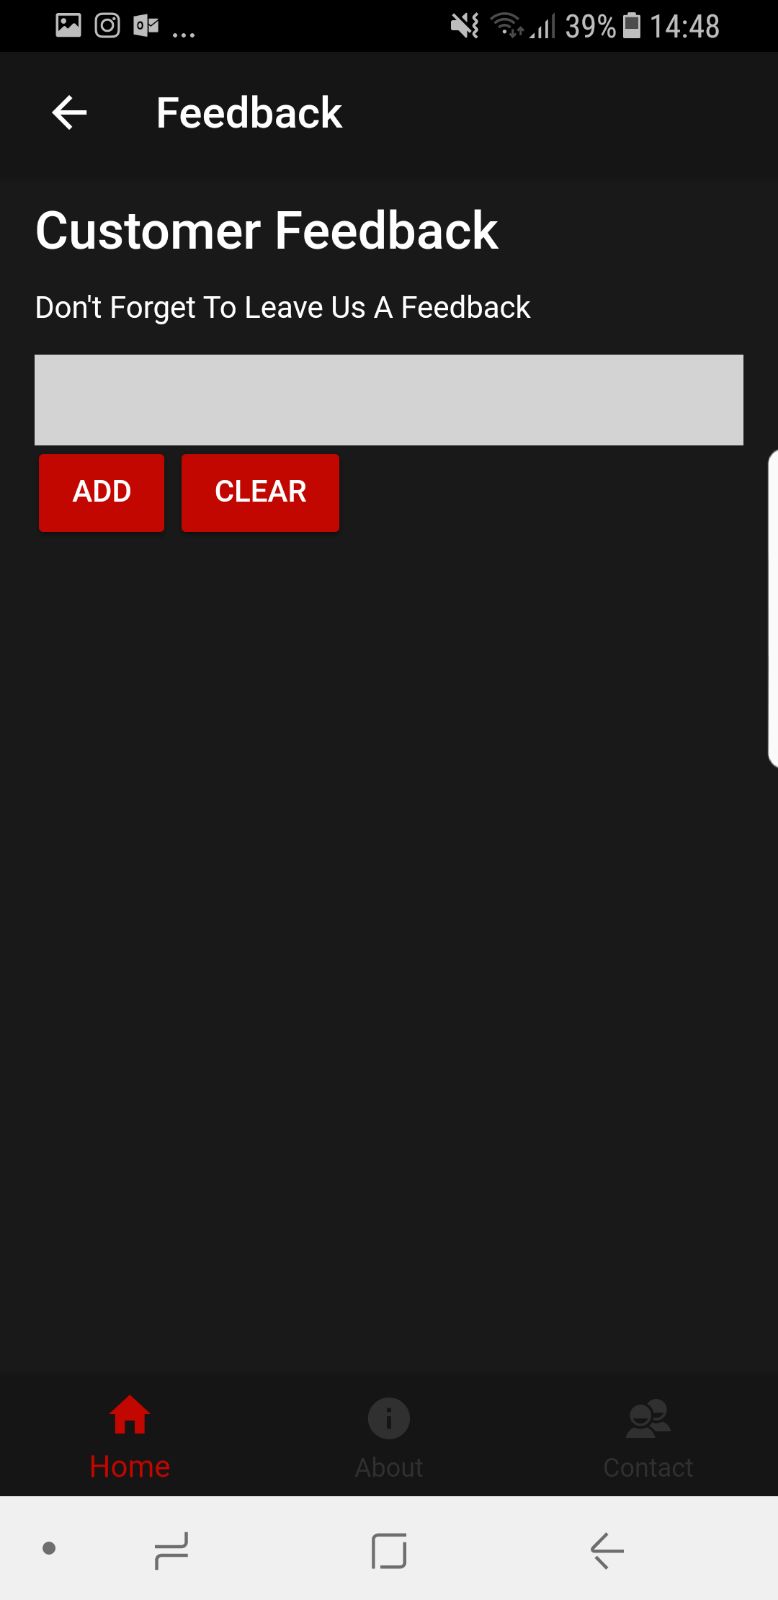 ... 39% 14:48
Feedback
Customer Feedback
Don't Forget To Leave Us A Feedback
ADD CLEAR
Home About Contact